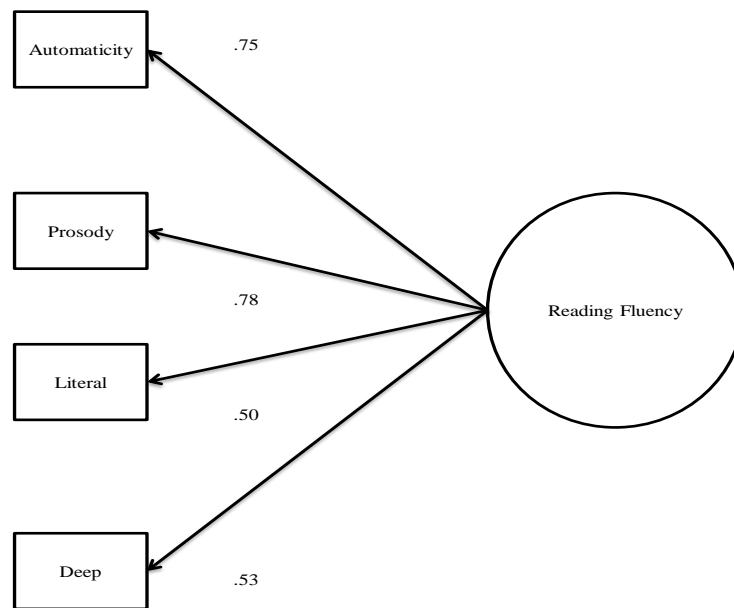 Automaticity
.75
Prosody
.78
Reading Fluency
Literal
.50
Deep
.53